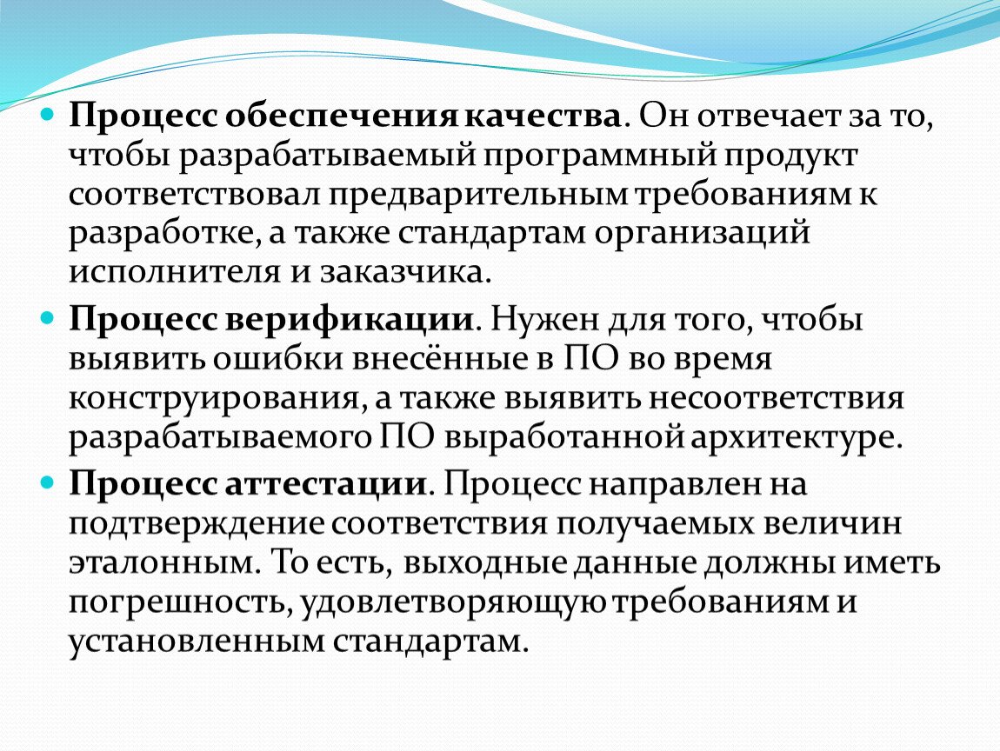 • Процесс обеспечения качества. Он отвечает за то,
чтобы разрабатываемый программный продукт
соответствовал предварительным требованиям к
разработке, а также стандартам организаций
исполнителя и заказчика.
• Процесс верификации. Нужен для того, чтобы
выявить ошибки внесённые в ПО во время
конструирования, а также выявить несоответствия
разрабатываемого ПО выработанной архитектуре.
• Процесс аттестации. Процесс направлен на
подтверждение соответствия получаемых величин
эталонным. То есть, выходные данные должны иметь
погрешность, удовлетворяющую требованиям и
установленным стандартам.